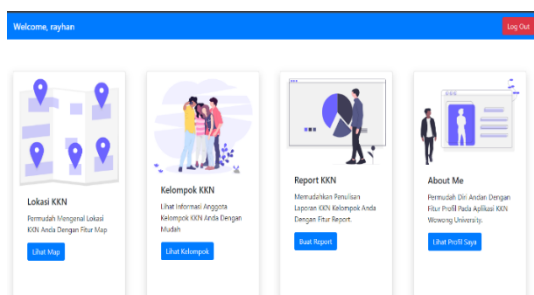 Welcome, rayhan
Log Out
Lokasi KKN
Permudah Mengenal Lokasi
KKN Anda Dengan Fitur Map
Lihat Map
Kelompok KKN
Lihat Informasi Anggota
Kelompok KKN Anda Dengan
Mudah
Lihat Kelompok
Report KKN
Memudahkan Penulisan
Laporan KKN Kelompok Anda
Dengan Fitur Report.
Buat Report
About Me
Permudah Diri Andan Dengan
Fitur Profil Pada Aplikasi KKN
Wowong University.
Lihat Profil Saya